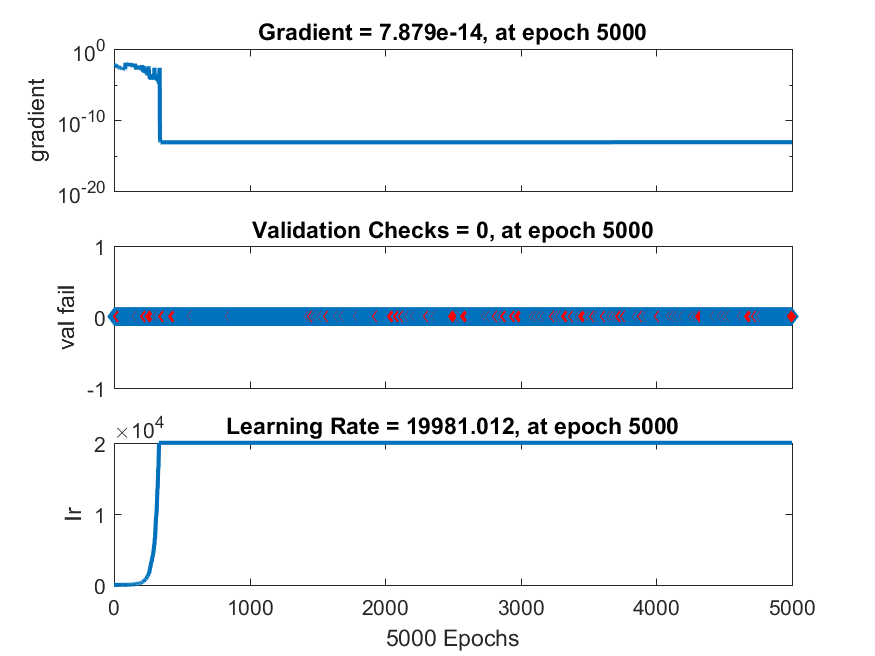 Gradient = 7.879e-14, at epoch 5000
10^0
10^-10
10^-20
gradient
Validation Checks = 0, at epoch 5000
1
0
-1
val fail
Learning Rate = 19981.012, at epoch 5000
×10^4
2
1
0
lr
0 1000 2000 3000 4000 5000
5000 Epochs